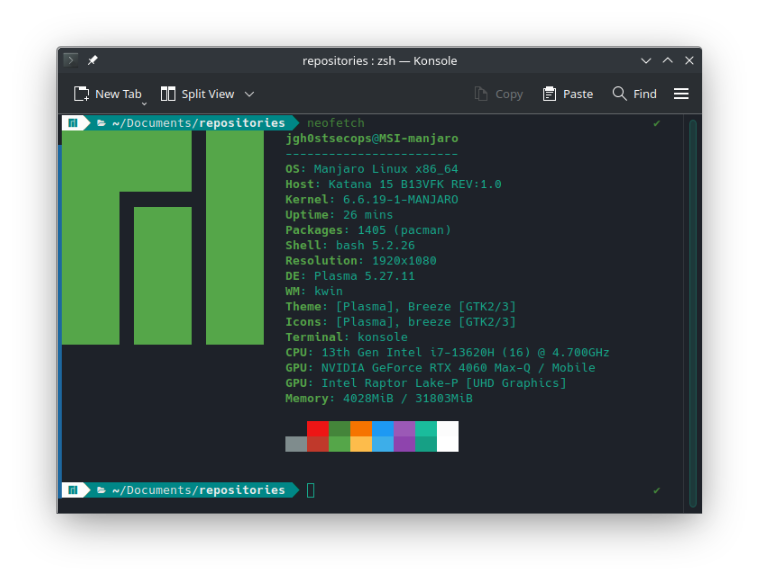 repositories : zsh — Konsole
New Tab Split View Copy Paste Find
~/Documents/repositories neofetch ✔
jgh0stsecops@MSI-manjaro
------------------------
OS: Manjaro Linux x86_64
Host: Katana 15 B13VFK REV:1.0
Kernel: 6.6.19-1-MANJARO
Uptime: 26 mins
Packages: 1405 (pacman)
Shell: bash 5.2.26
Resolution: 1920x1080
DE: Plasma 5.27.11
WM: kwin
Theme: [Plasma], Breeze [GTK2/3]
Icons: [Plasma], breeze [GTK2/3]
Terminal: konsole
CPU: 13th Gen Intel i7-13620H (16) @ 4.700GHz
GPU: NVIDIA GeForce RTX 4060 Max-Q / Mobile
GPU: Intel Raptor Lake-P [UHD Graphics]
Memory: 4028MiB / 31803MiB
~/Documents/repositories ✔